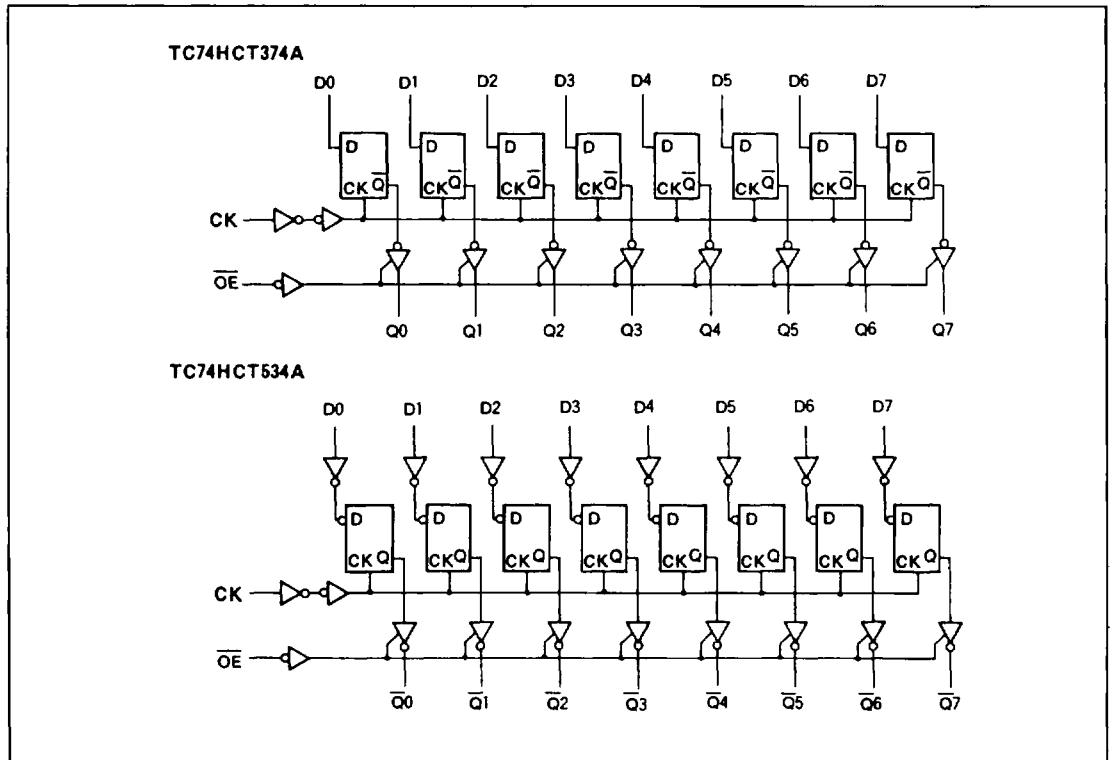 TC74HCT374A
D0 D1 D2 D3 D4 D5 D6 D7
D D D D D D D D
CK Q̅ CK Q̅ CK Q̅ CK Q̅ CK Q̅ CK Q̅ CK Q̅ CK Q̅
CK
O̅E̅
Q0 Q1 Q2 Q3 Q4 Q5 Q6 Q7
TC74HCT534A
D0 D1 D2 D3 D4 D5 D6 D7
D D D D D D D D
CK Q CK Q CK Q CK Q CK Q CK Q CK Q CK Q
CK
O̅E̅
Q̅0 Q̅1 Q̅2 Q̅3 Q̅4 Q̅5 Q̅6 Q̅7